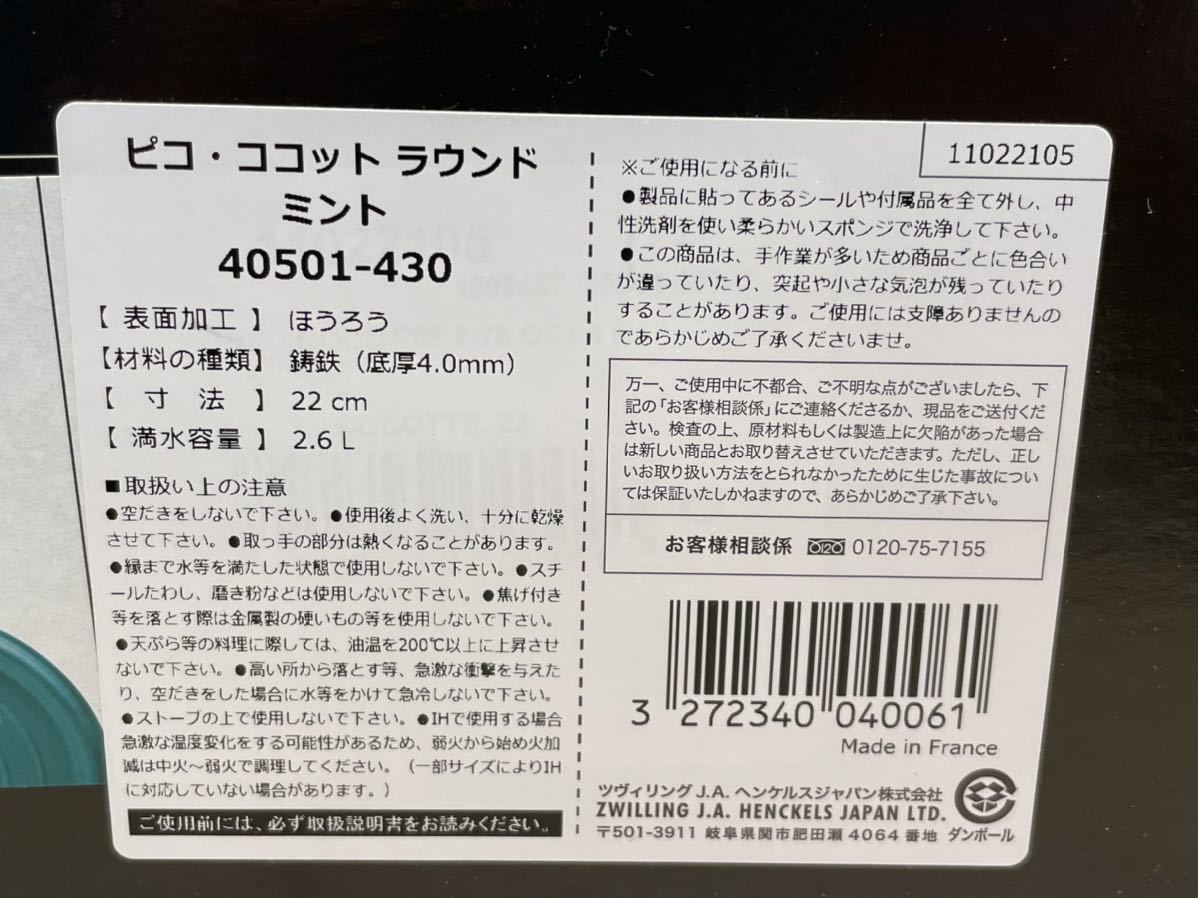 ピコ・ココット ラウンド
ミント
40501-430
【 表面加工 】 ほうろう
【材料の種類】 鋳鉄（底厚4.0mm）
【 寸 法 】 22 cm
【 満水容量 】 2.6 L
■取扱い上の注意
●空だきをしないで下さい。●使用後よく洗い、十分に乾燥
させて下さい。●取っ手の部分は熱くなることがあります。
●縁まで水等を満たした状態で使用しないで下さい。●スチ
ールたわし、磨き粉などは使用しないで下さい。●焦げ付き
等を落とす際は金属製の硬いもの等を使用しないで下さい。
●天ぷら等の料理に際しては、油温を200℃以上に上昇させ
ないで下さい。●高い所から落とす等、急激な衝撃を与えた
り、空だきをした場合に水等をかけて急冷しないで下さい。
●ストーブの上で使用しないで下さい。●IHで使用する場合
急激な温度変化をする可能性があるため、弱火から始め火加
減は中火～弱火で調理してください。（一部サイズによりIH
に対応していない場合があります。）
ご使用前には、必ず取扱説明書をお読みください。
11022105
※ご使用になる前に
●製品に貼ってあるシールや付属品を全て外し、中
性洗剤を使い柔らかいスポンジで洗浄して下さい。
●この商品は、手作業が多いため商品ごとに色合い
が違っていたり、突起や小さな気泡が残っていたり
することがあります。ご使用には支障ありませんの
であらかじめご了承くださいませ。
万一、ご使用中に不都合、ご不明な点がございましたら、下
記の「お客様相談係」にご連絡くださるか、現品をご送付くだ
さい。検査の上、原材料もしくは製造上に欠陥があった場合
は新しい商品とお取り替えさせていただきます。ただし、正し
いお取り扱い方法をとられなかったために生じた事故につい
ては保証いたしかねますので、あらかじめご了承下さい。
お客様相談係 0120-75-7155
3 272340 040061
Made in France
ツヴィリング J.A. ヘンケルスジャパン株式会社
ZWILLING J.A. HENCKELS JAPAN LTD.
〒501-3911 岐阜県関市肥田瀬 4064 番地
ダンボール